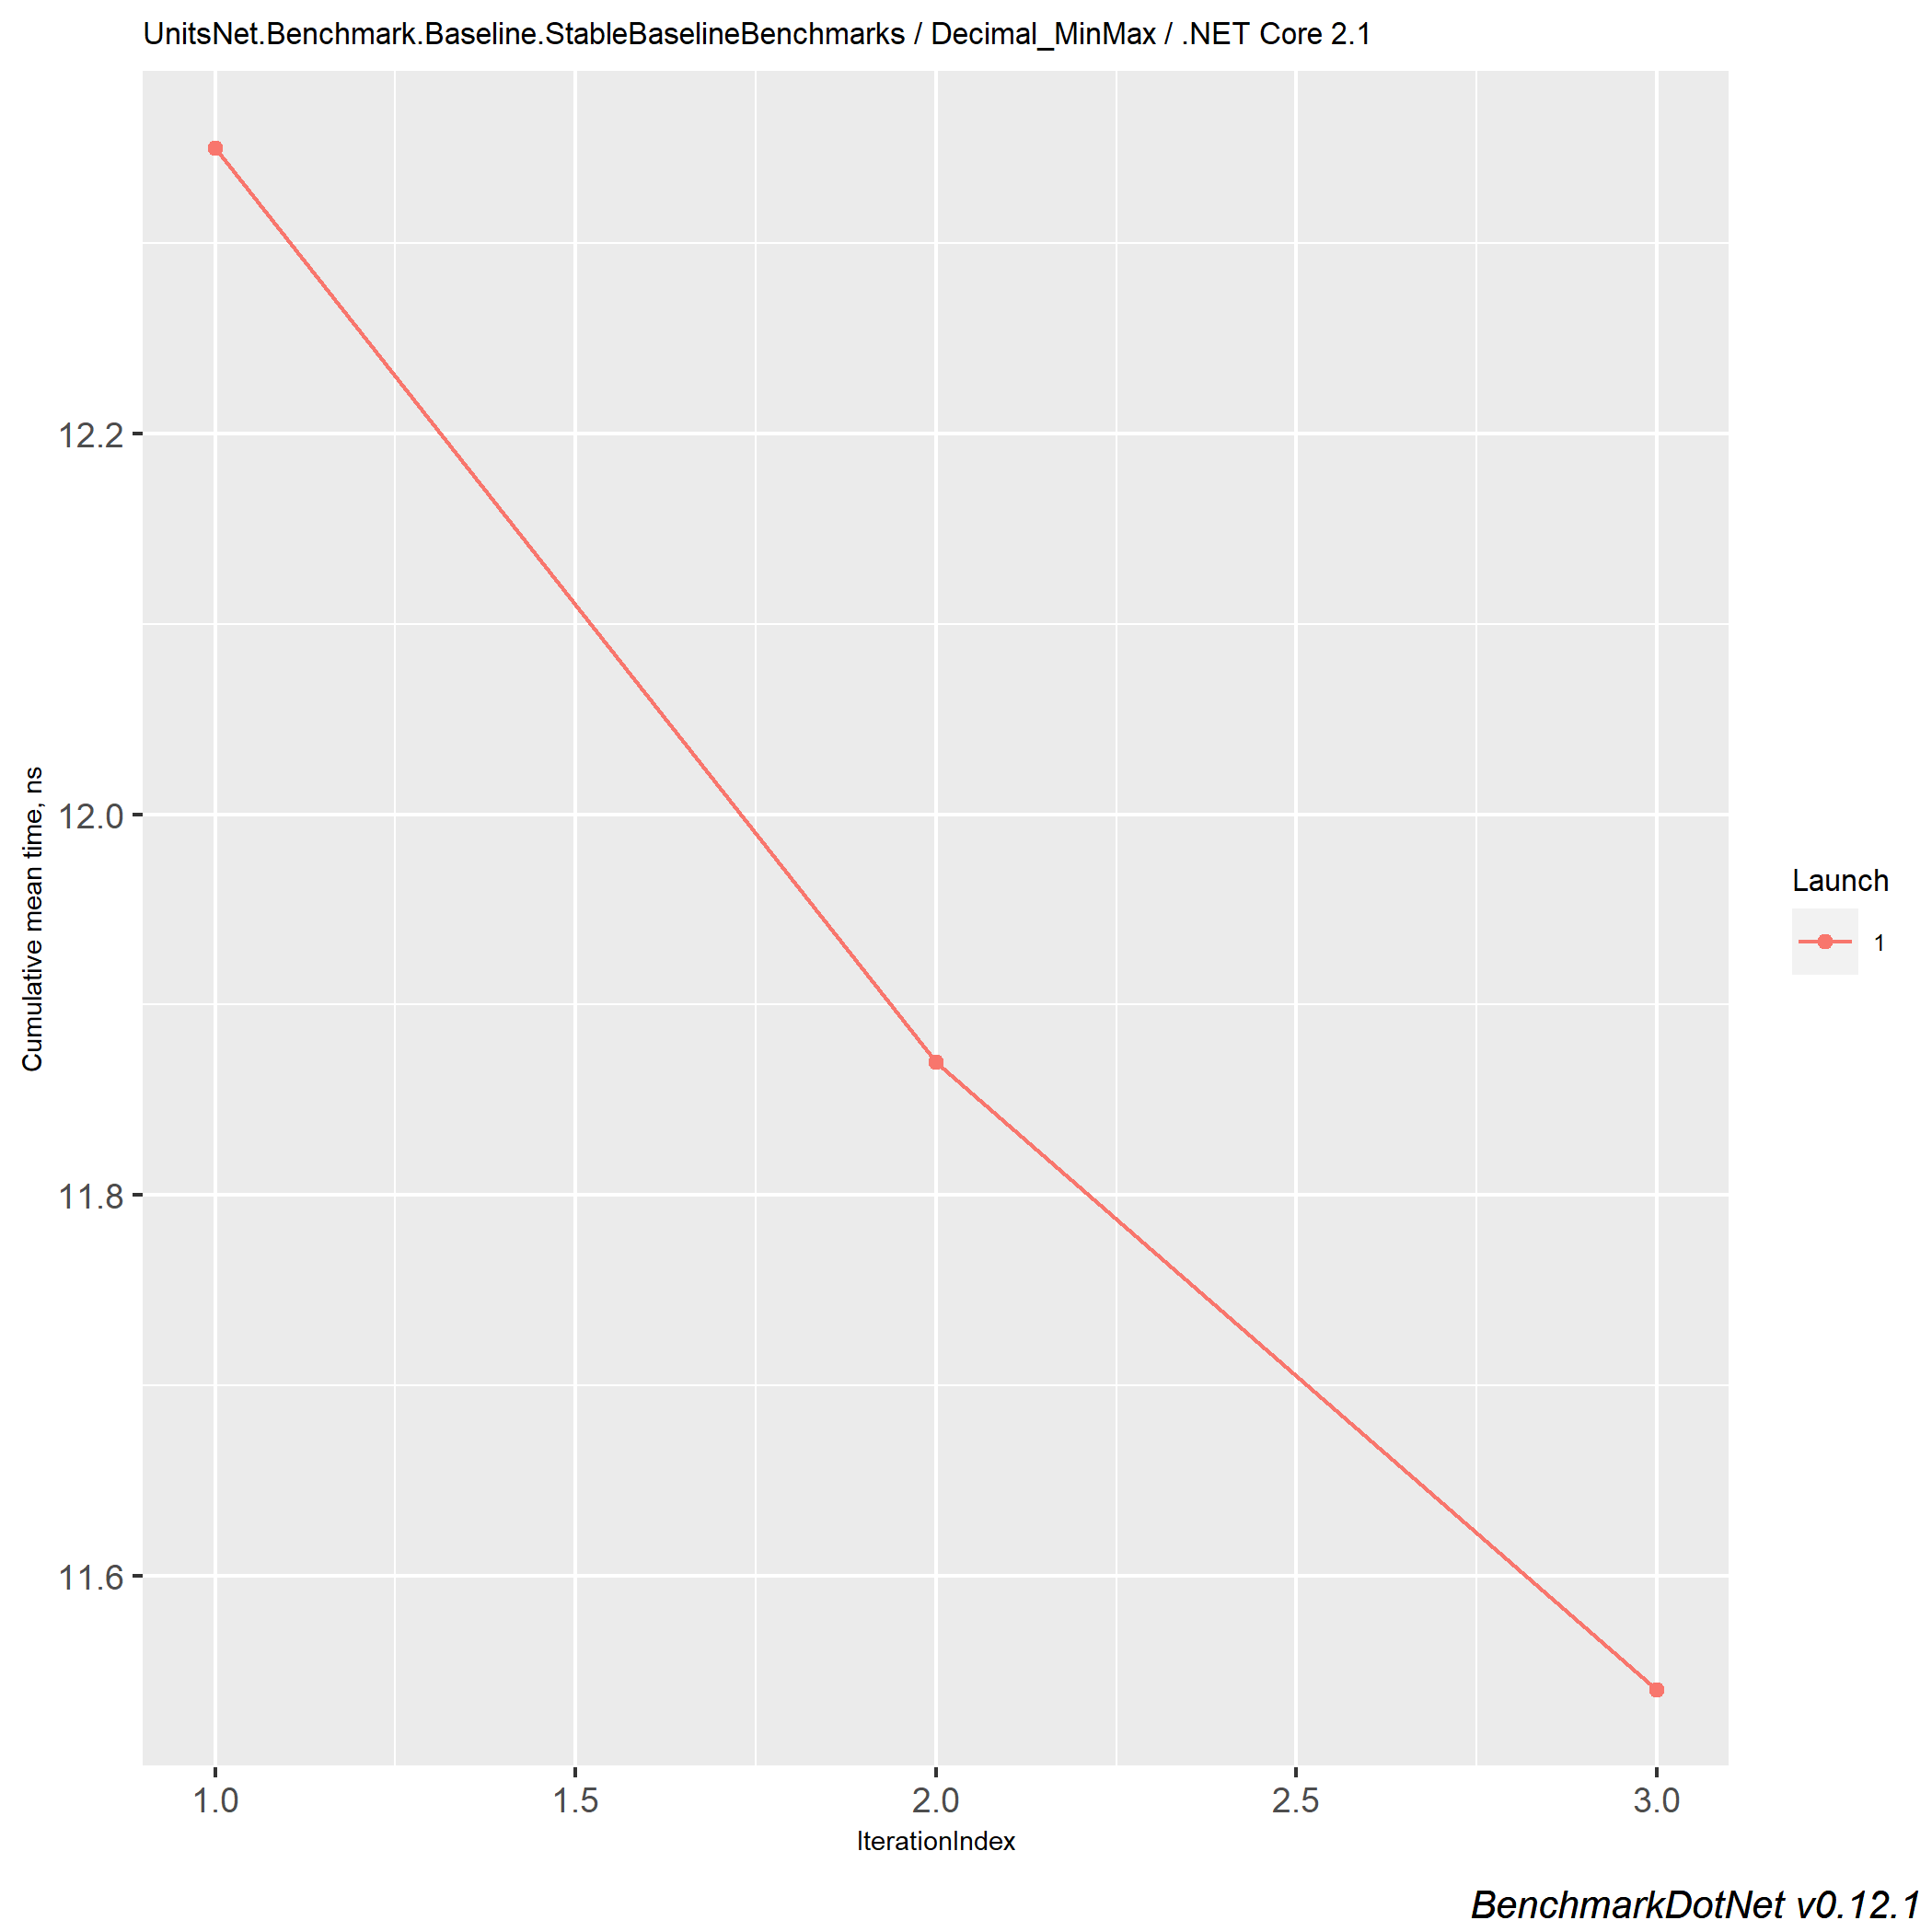 UnitsNet.Benchmark.Baseline.StableBaselineBenchmarks / Decimal_MinMax / .NET Core 2.1
Cumulative mean time, ns
12.2
12.0
11.8
11.6
1.0 1.5 2.0 2.5 3.0
IterationIndex
Launch
1
BenchmarkDotNet v0.12.1